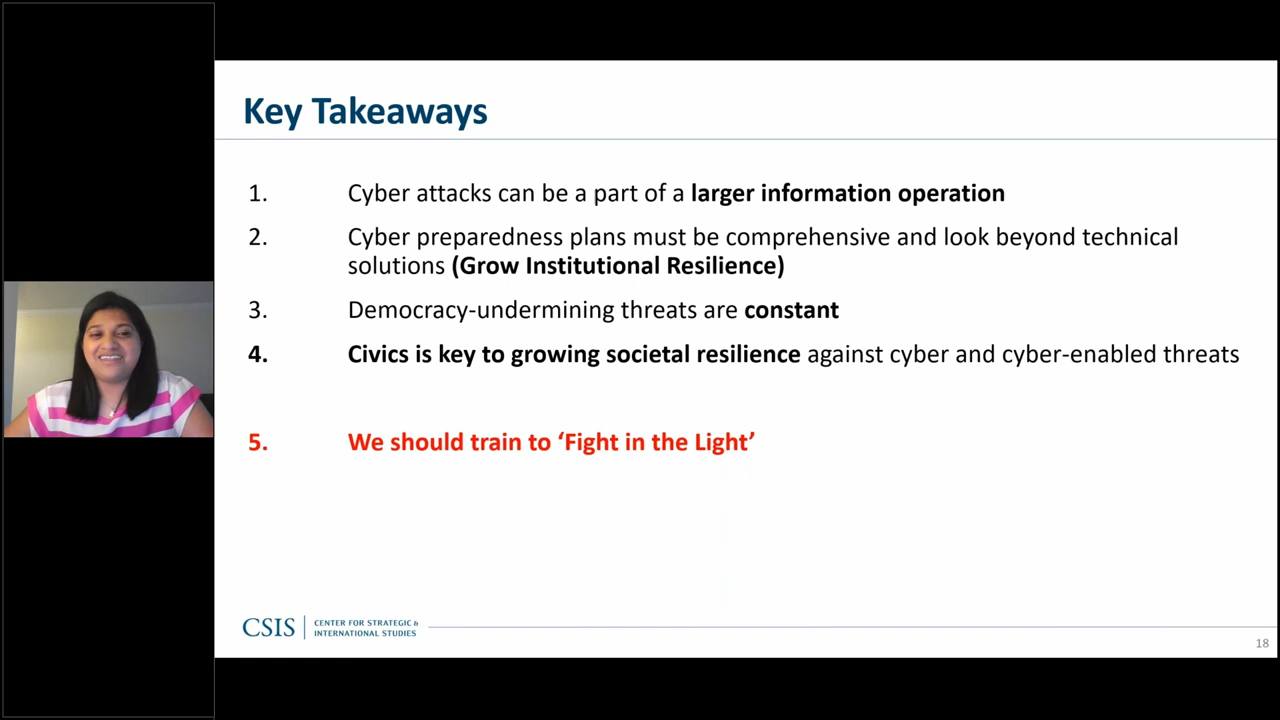 Key Takeaways
1. Cyber attacks can be a part of a larger information operation
2. Cyber preparedness plans must be comprehensive and look beyond technical
solutions (Grow Institutional Resilience)
3. Democracy-undermining threats are constant
4. Civics is key to growing societal resilience against cyber and cyber-enabled threats
5. We should train to ‘Fight in the Light’
CSIS
CENTER FOR STRATEGIC &
INTERNATIONAL STUDIES
18